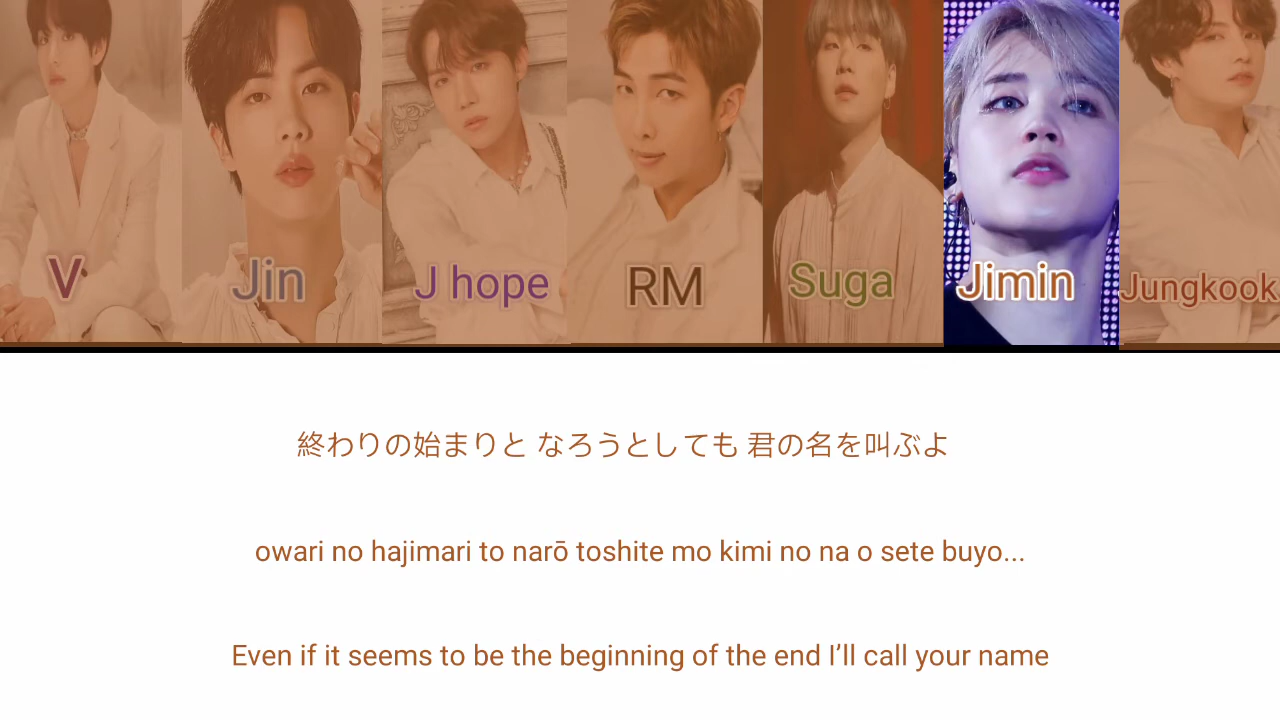 V Jin J hope RM Suga Jimin Jungkook
終わりの始まりと なろうとしても 君の名を叫ぶよ
owari no hajimari to narō toshite mo kimi no na o sete buyo...
Even if it seems to be the beginning of the end I’ll call your name